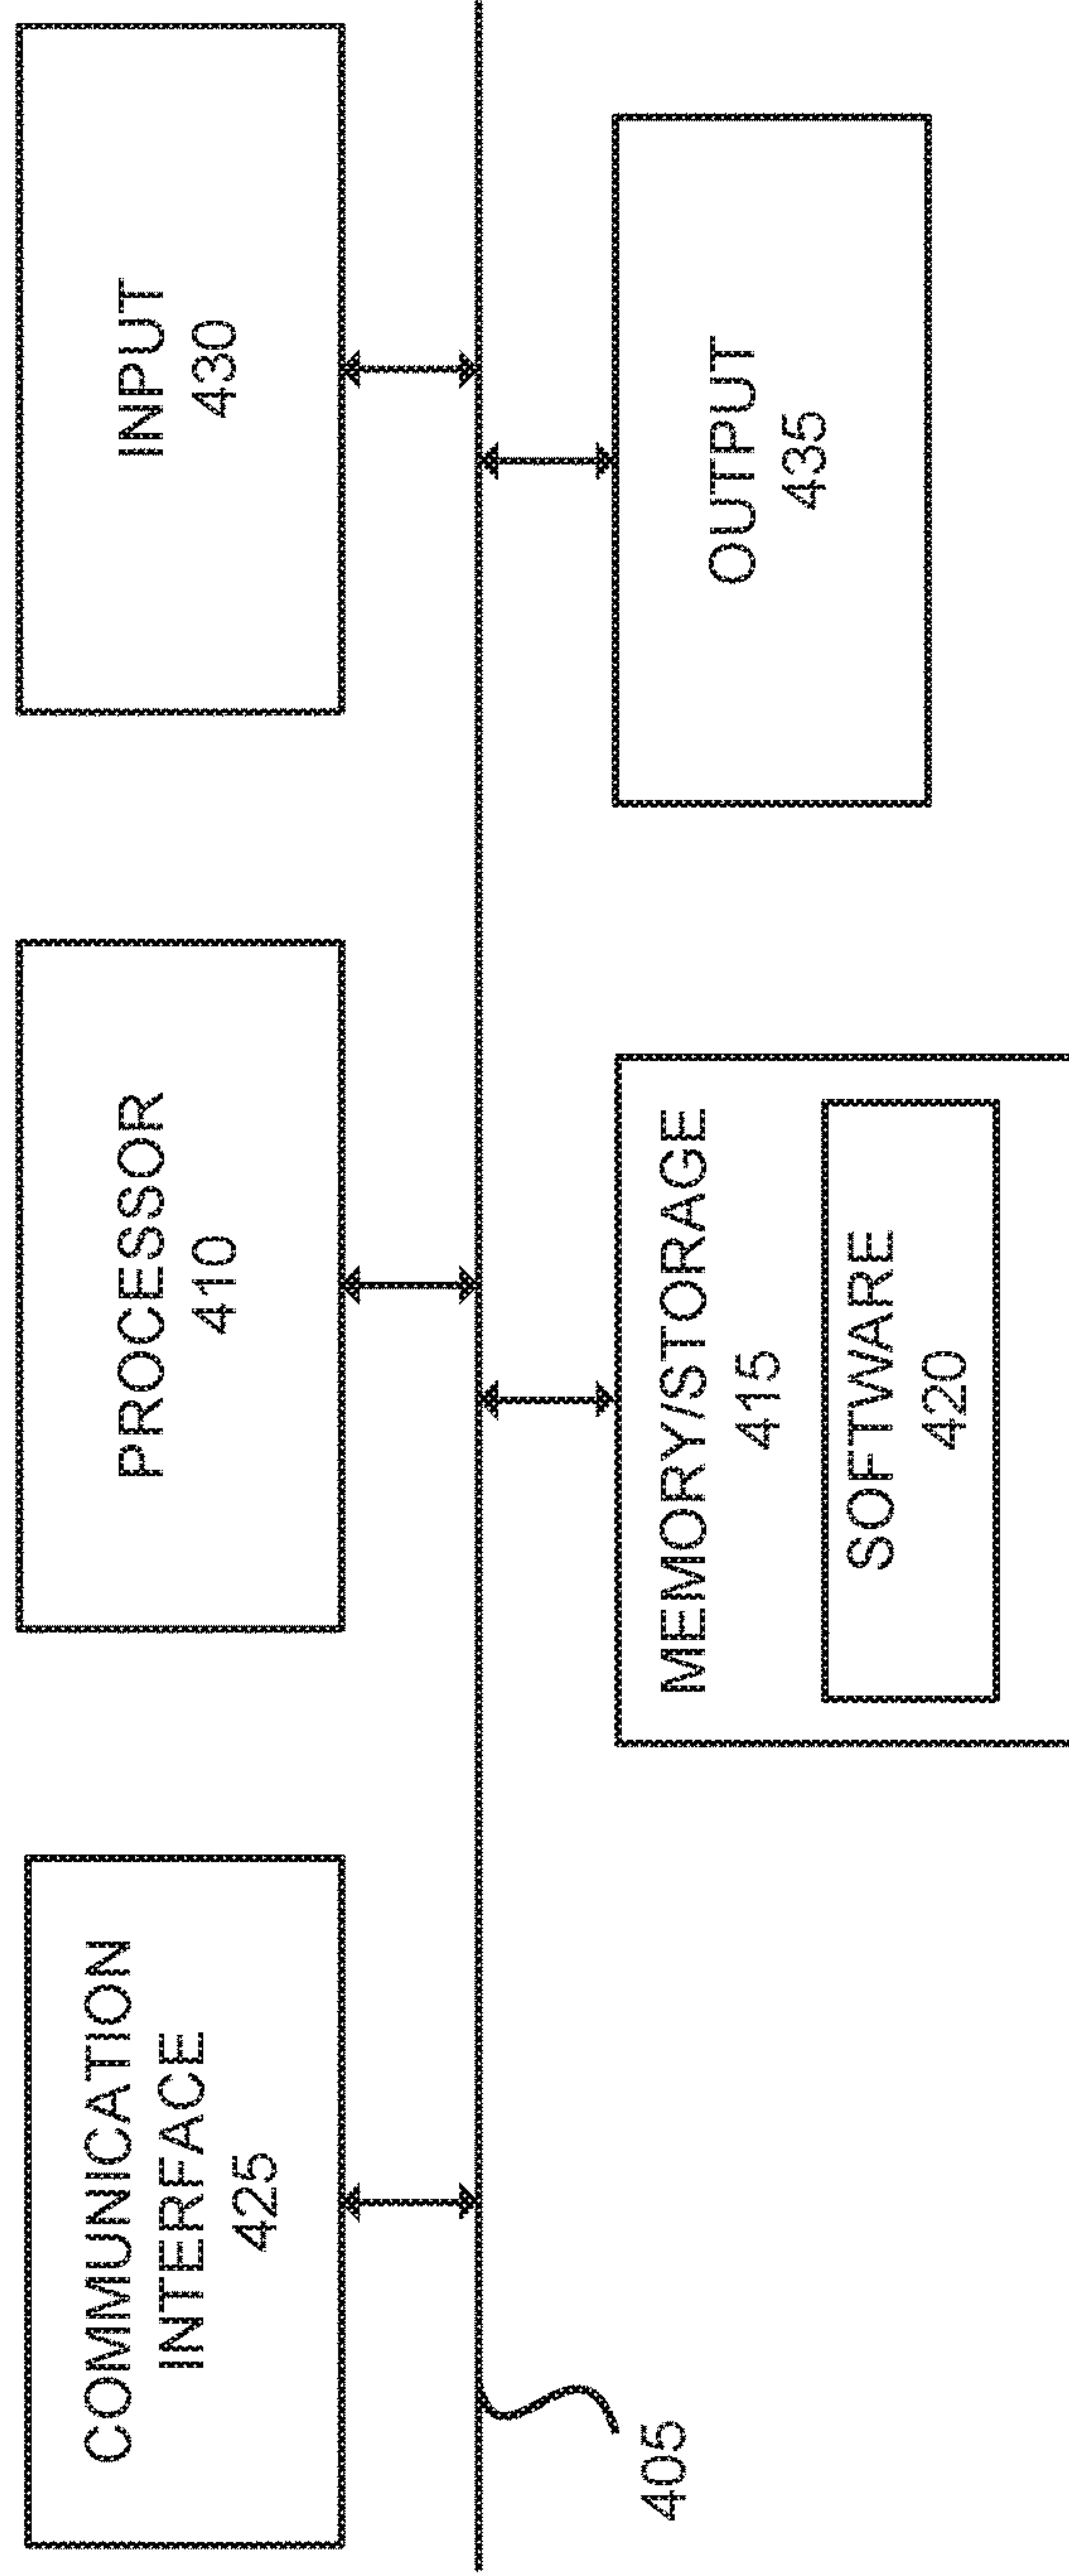 COMMUNICATION
INTERFACE
425
PROCESSOR
410
INPUT
430
405
MEMORY/STORAGE
415
SOFTWARE
420
OUTPUT
435